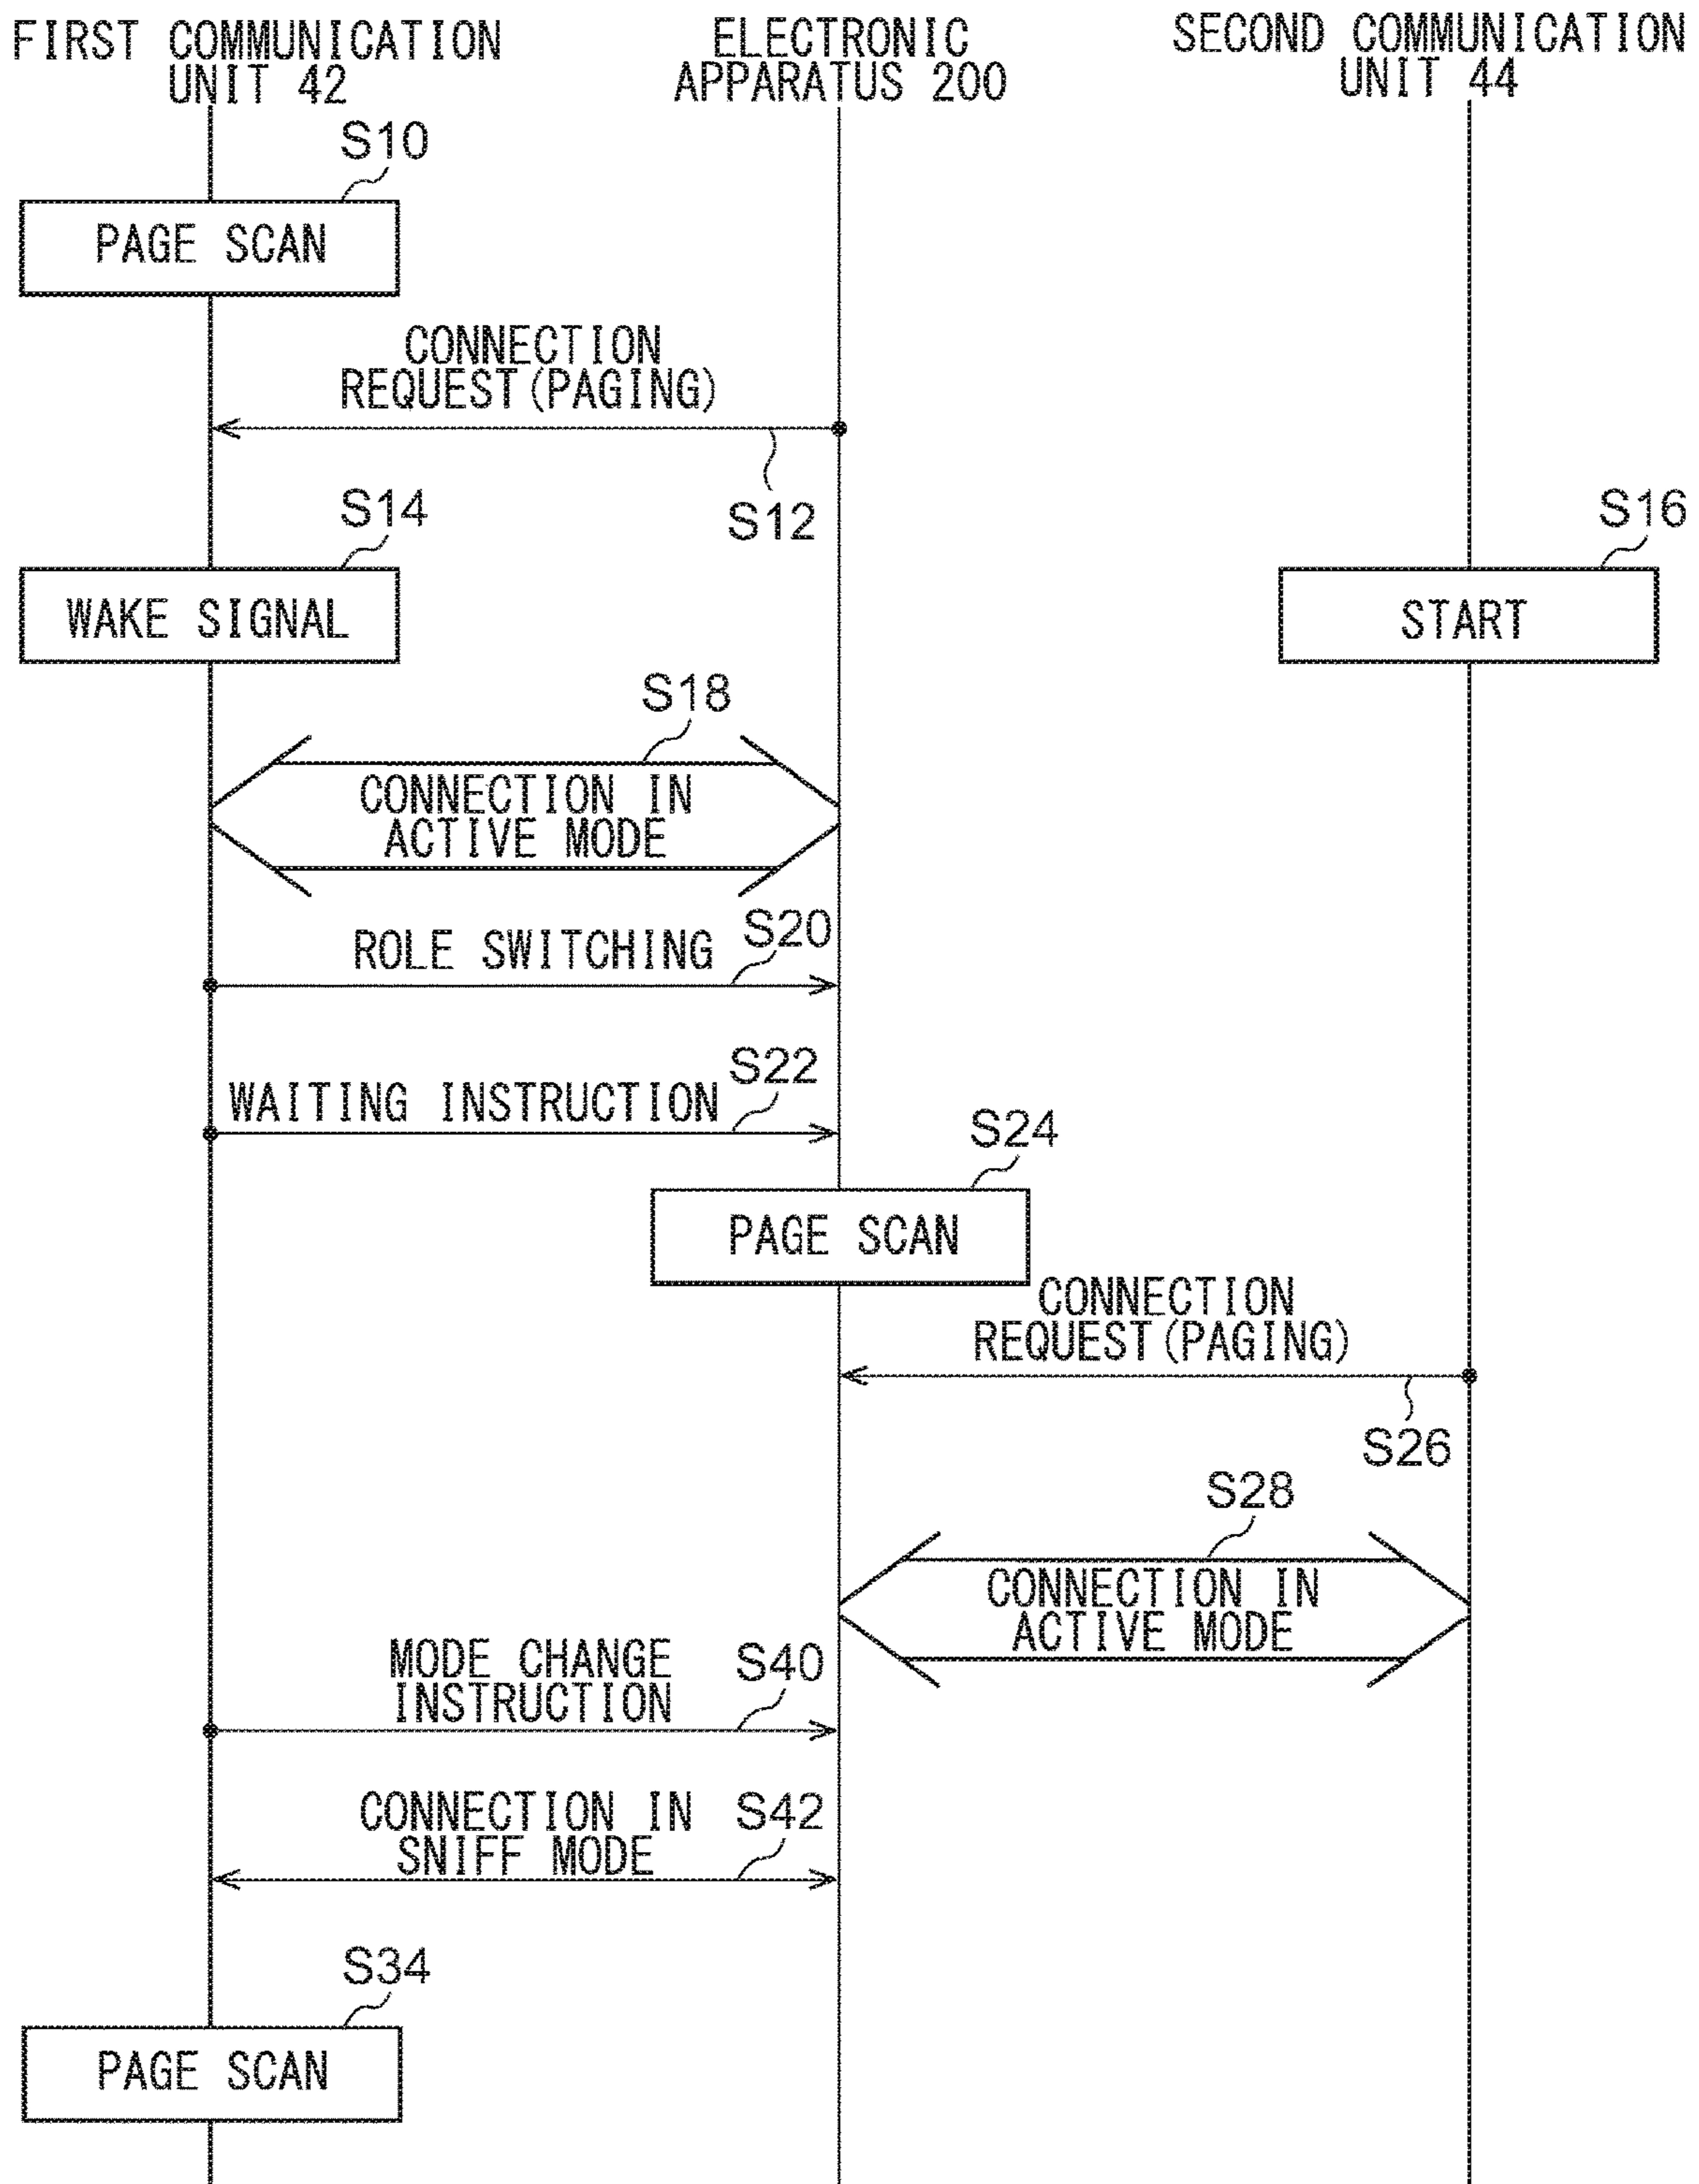 FIRST COMMUNICATION
UNIT 42
ELECTRONIC
APPARATUS 200
SECOND COMMUNICATION
UNIT 44
S10
PAGE SCAN
CONNECTION
REQUEST(PAGING)
S12
S14
WAKE SIGNAL
S16
START
S18
CONNECTION IN
ACTIVE MODE
ROLE SWITCHING
S20
WAITING INSTRUCTION
S22
S24
PAGE SCAN
CONNECTION
REQUEST(PAGING)
S26
S28
CONNECTION IN
ACTIVE MODE
MODE CHANGE
INSTRUCTION
S40
CONNECTION IN
SNIFF MODE
S42
S34
PAGE SCAN